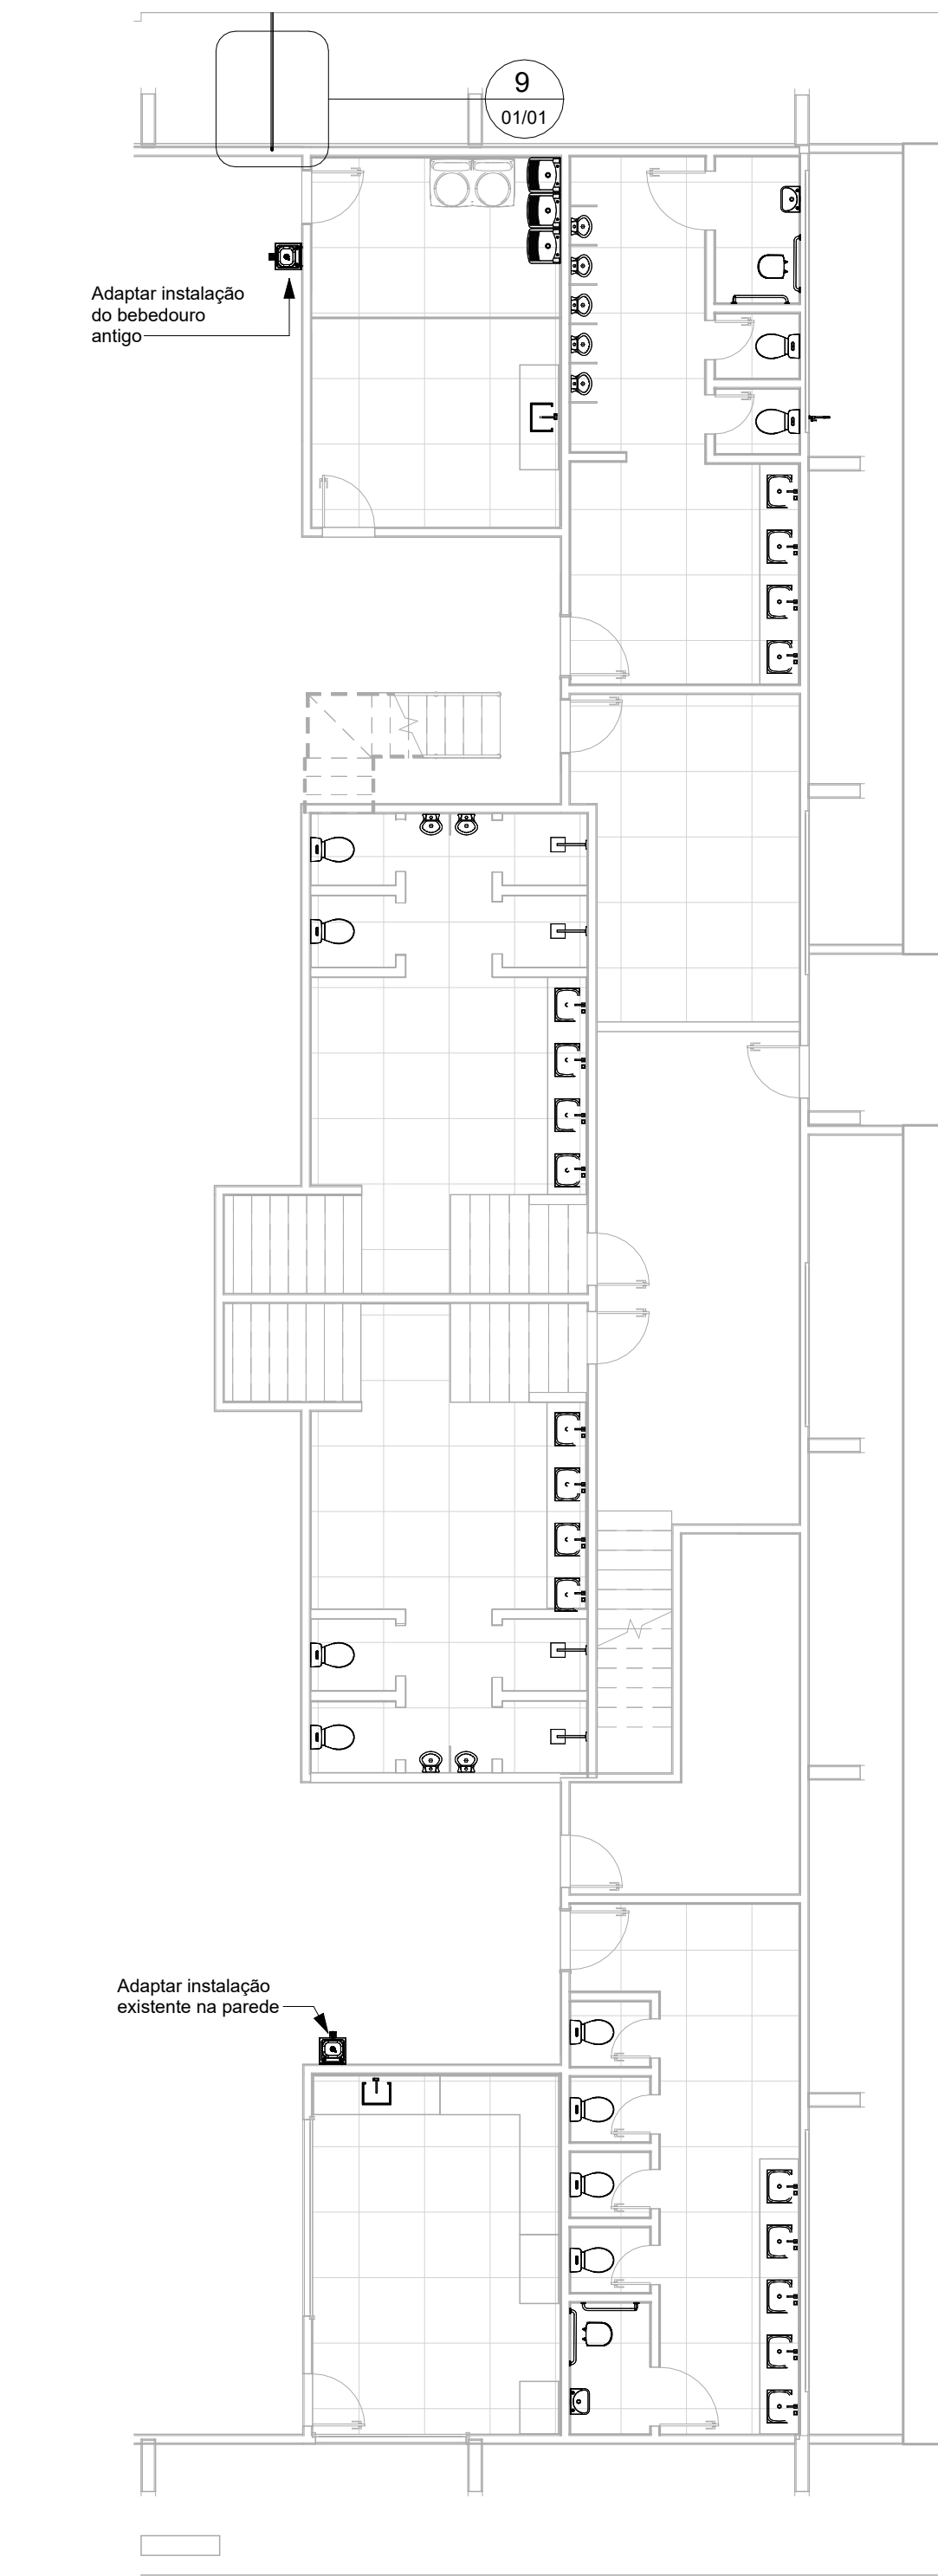 9
01/01
Adaptar instalação
do bebedouro
antigo
Adaptar instalação
existente na parede